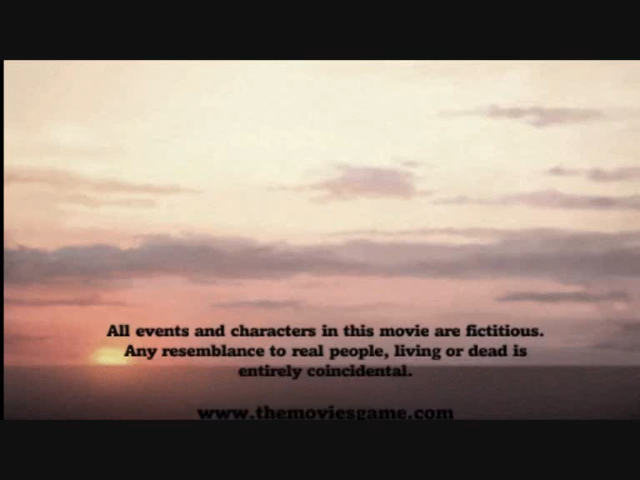 All events and characters in this movie are fictitious.
Any resemblance to real people, living or dead is
entirely coincidental.
www.themoviesgame.com